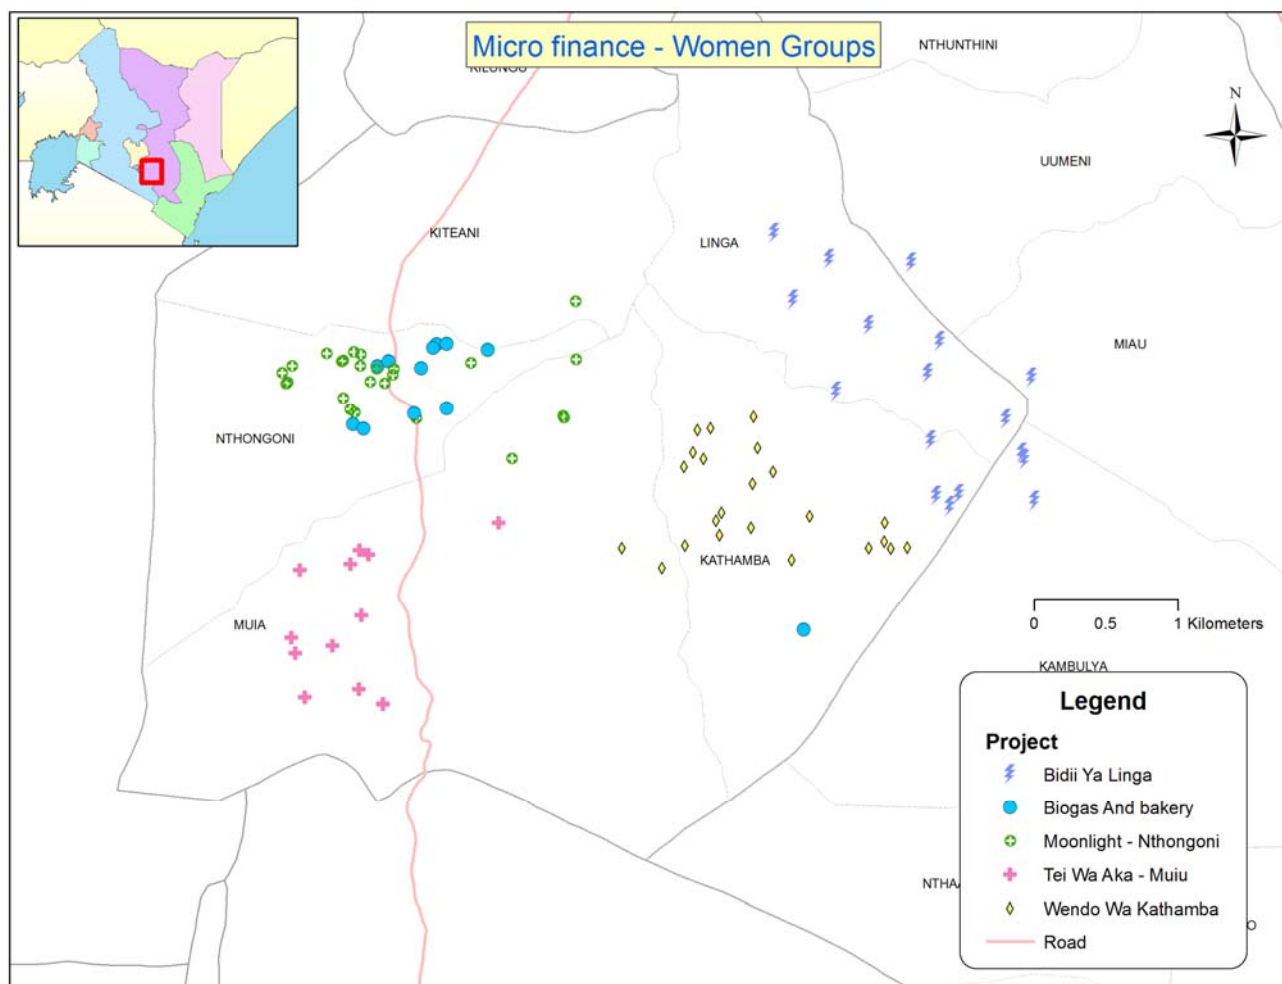 Micro finance - Women Groups
KILUNGU
NTHUNTHINI
N
UUMENI
KITEANI
LINGA
MIAU
NTHONGONI
KATHAMBA
MUIA
0 0.5 1 Kilometers
KAMBULYA
Legend
Project
Bidii Ya Linga
Biogas And bakery
Moonlight - Nthongoni
Tei Wa Aka - Muiu
Wendo Wa Kathamba
Road